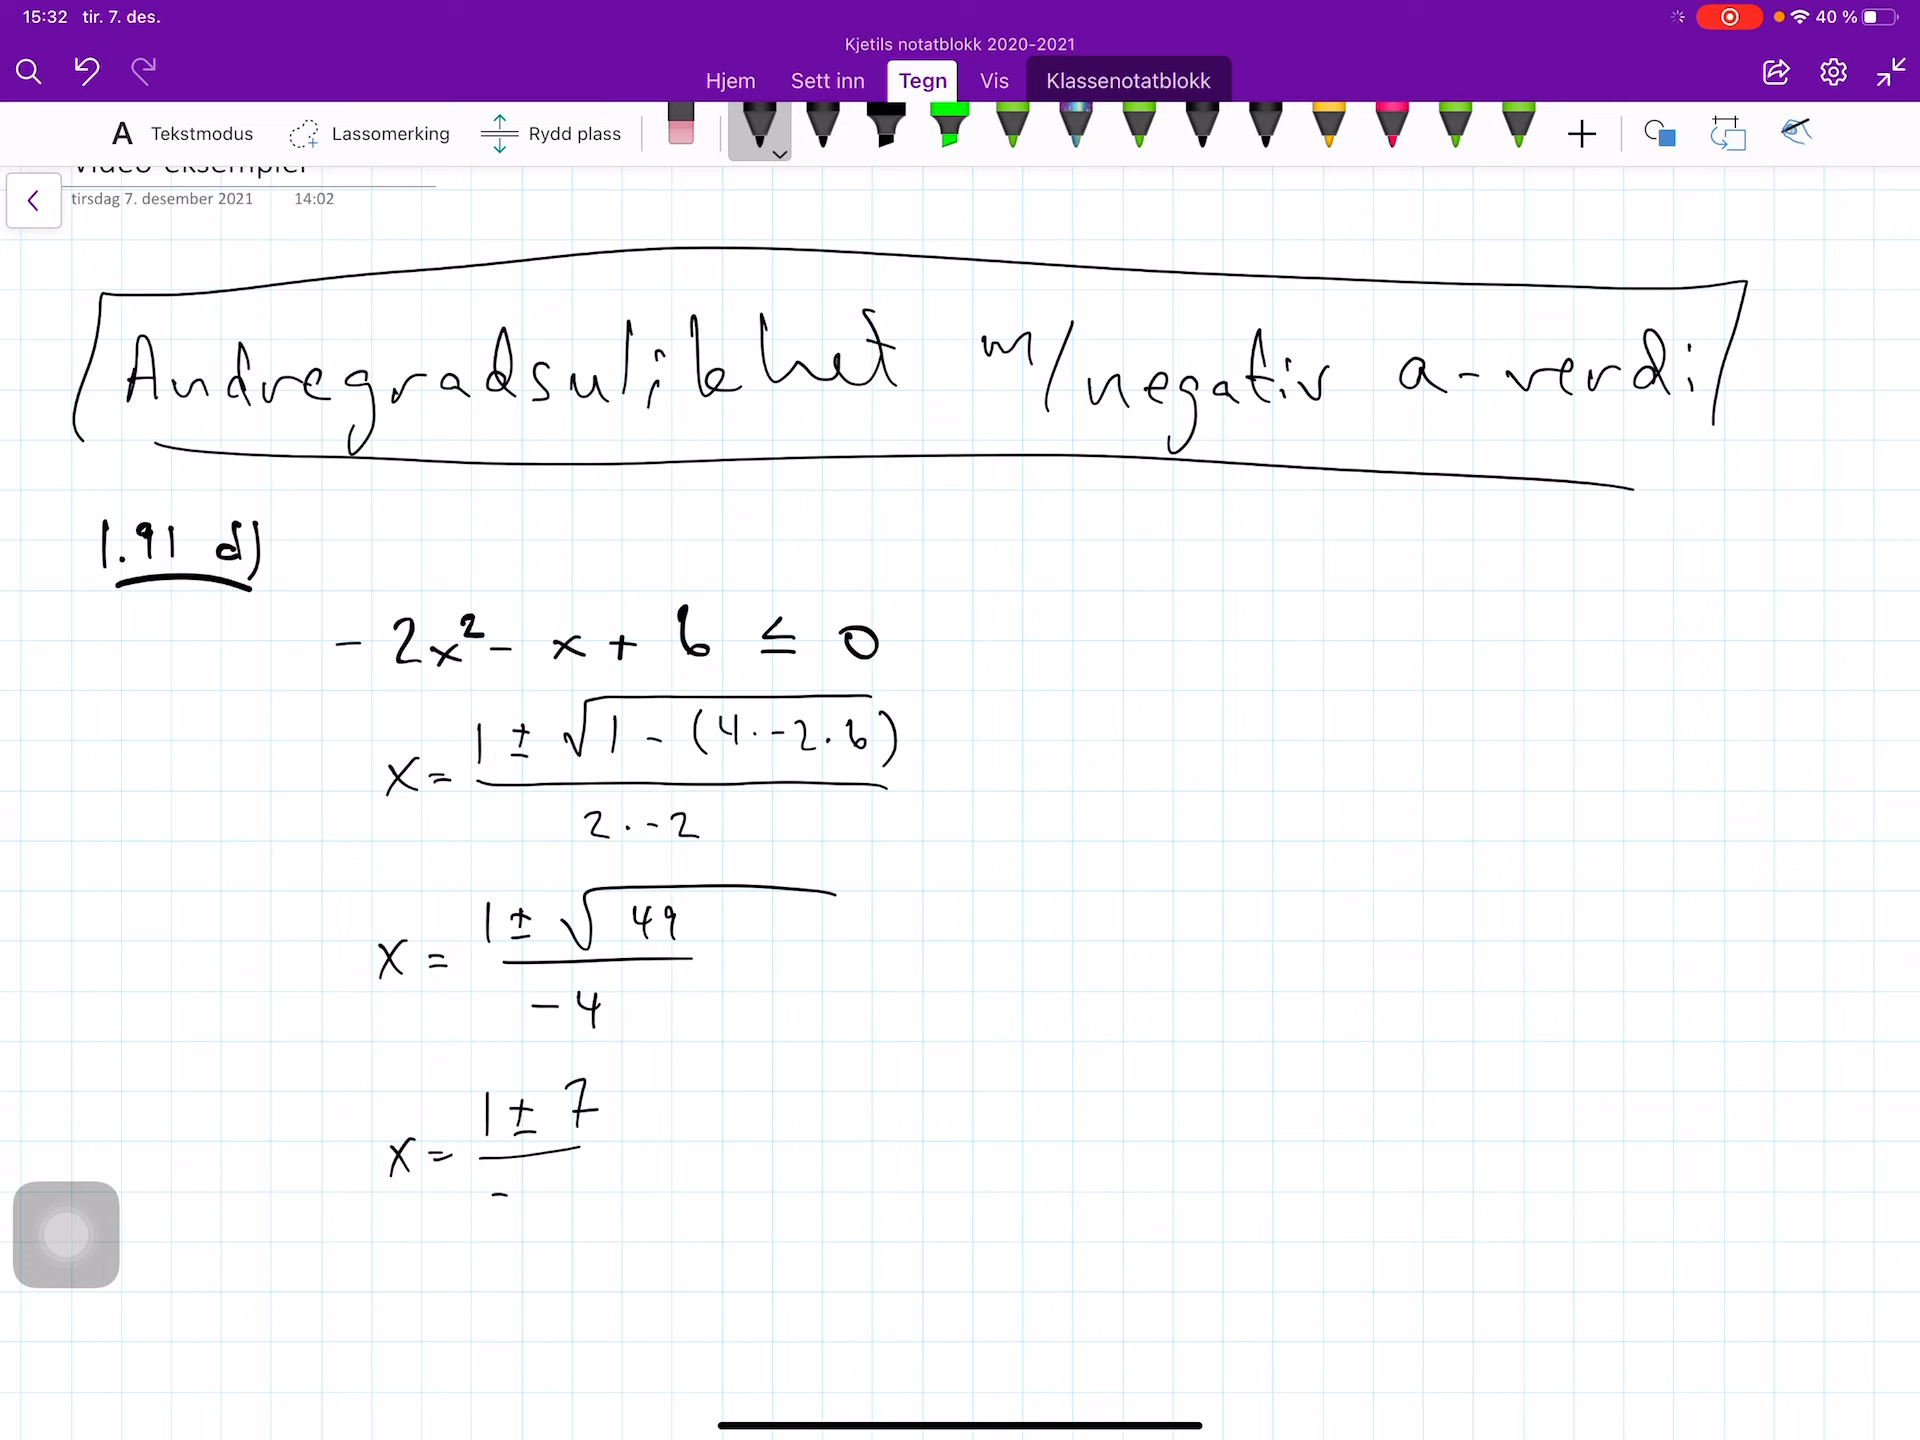 15:32 tir. 7. des. 40 %
Kjetils notatblokk 2020-2021
Hjem Sett inn Tegn Vis Klassenotatblokk
A Tekstmodus Lassomerking Rydd plass
Video eksempler
tirsdag 7. desember 2021 14:02
Andregradsulikhet m/negativ a-verdi
1.91 d)
- 2x² - x + 6 ≤ 0
x = (1 ± √(1 - (4·-2·6)))/(2·-2)
x = (1 ± √49)/(-4)
x = (1 ± 7)/-